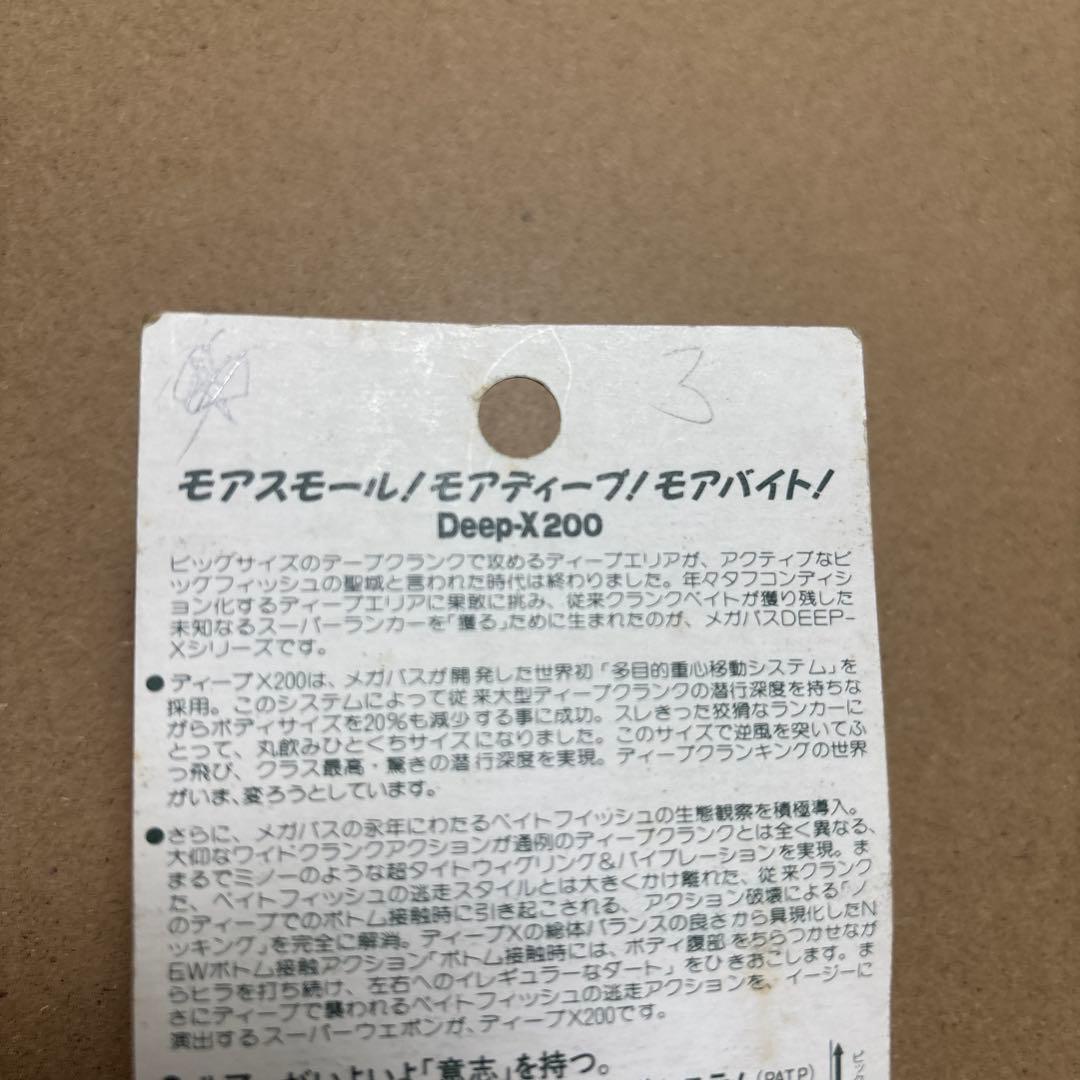 3
モアスモール!モアディープ!モアバイト!
Deep-X200
ビッグサイズのテープクランクで攻めるディープエリアが、アクティブなビ
ッグフィッシュの聖域と言われた時代は終わりました。年々タフコンディシ
ョン化するディープエリアに果敢に挑み、従来クランクベイトが獲り残した
未知なるスーパーランカーを「獲る」ために生まれたのが、メガバスDEEP-
Xシリーズです。
●ディープX200は、メガバスが開発した世界初「多目的重心移動システム」を
採用。このシステムによって従来大型ディープクランクの潜行深度を持ちな
がらボディサイズを20%も減少する事に成功。スレきった狡猾なランカーに
とって、丸飲みひとくちサイズになりました。このサイズで逆風を突いてふ
っ飛び、クラス最高・驚きの潜行深度を実現。ディープクランキングの世界
がいま、変ろうとしています。
●さらに、メガバスの永年にわたるベイトフィッシュの生態観察を積極導入。
大仰なワイドクランクアクションが通例のディープクランクとは全く異なる、
まるでミノーのような超タイトウィグリング&バイブレーションを実現。ま
た、ベイトフィッシュの逃走スタイルとは大きくかけ離れた、従来クランク
のディープでのボトム接触時に引き起こされる、アクション破壊による「ノ
ッキング」を完全に解消。ディープXの総体バランスの良さから具現化したN
EWボトム接触アクション「ボトム接触時には、ボディ腹部をちらつかせなが
らヒラを打ち続け、左右へのイレギュラーなダート」をひきおこします。ま
さにディープで襲われるベイトフィッシュの逃走アクションを、イージーに
演出するスーパーウェポンが、ディープX200です。
がいよいよ「意志」を持つ。
(PAT.P)
ビッグ